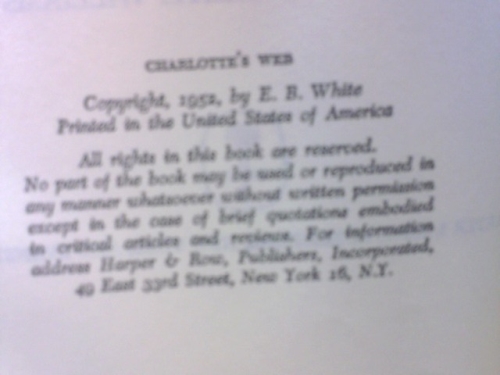 CHARLOTTE'S WEB
Copyright, 1952, by E. B. White
Printed in the United States of America
All rights in this book are reserved.
No part of the book may be used or reproduced in
any manner whatsoever without written permission
except in the case of brief quotations embodied
in critical articles and reviews. For information
address Harper & Row, Publishers, Incorporated,
49 East 33rd Street, New York 16, N.Y.